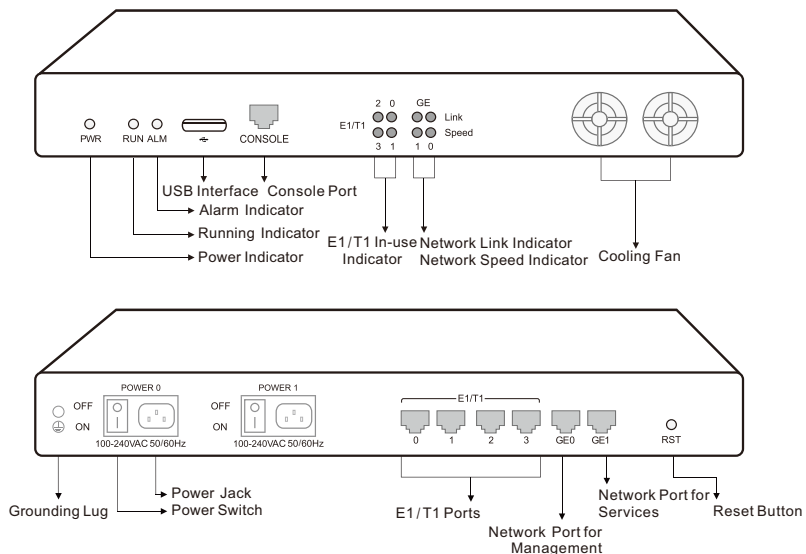 2 0 GE
E1/T1 Link
Speed
3 1 1 0
PWR RUN ALM CONSOLE
USB Interface Console Port
Alarm Indicator
Running Indicator
Power Indicator
E1/T1 In-use
Indicator
Network Link Indicator
Network Speed Indicator
Cooling Fan
POWER 0 POWER 1
OFF OFF
ON ON
100-240VAC 50/60Hz 100-240VAC 50/60Hz
E1/T1
0 1 2 3 GE0 GE1 RST
Grounding Lug
Power Jack
Power Switch
E1/T1 Ports
Network Port for
Management
Network Port for
Services
Reset Button